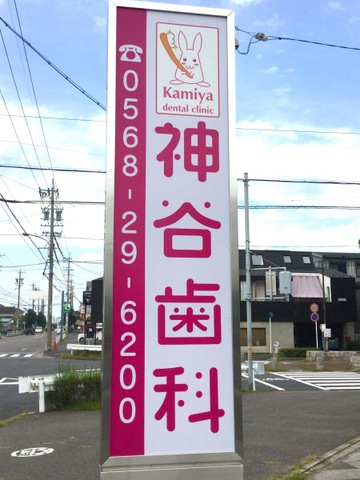 Kamiya
dental clinic
神谷歯科
☎0568-29-6200